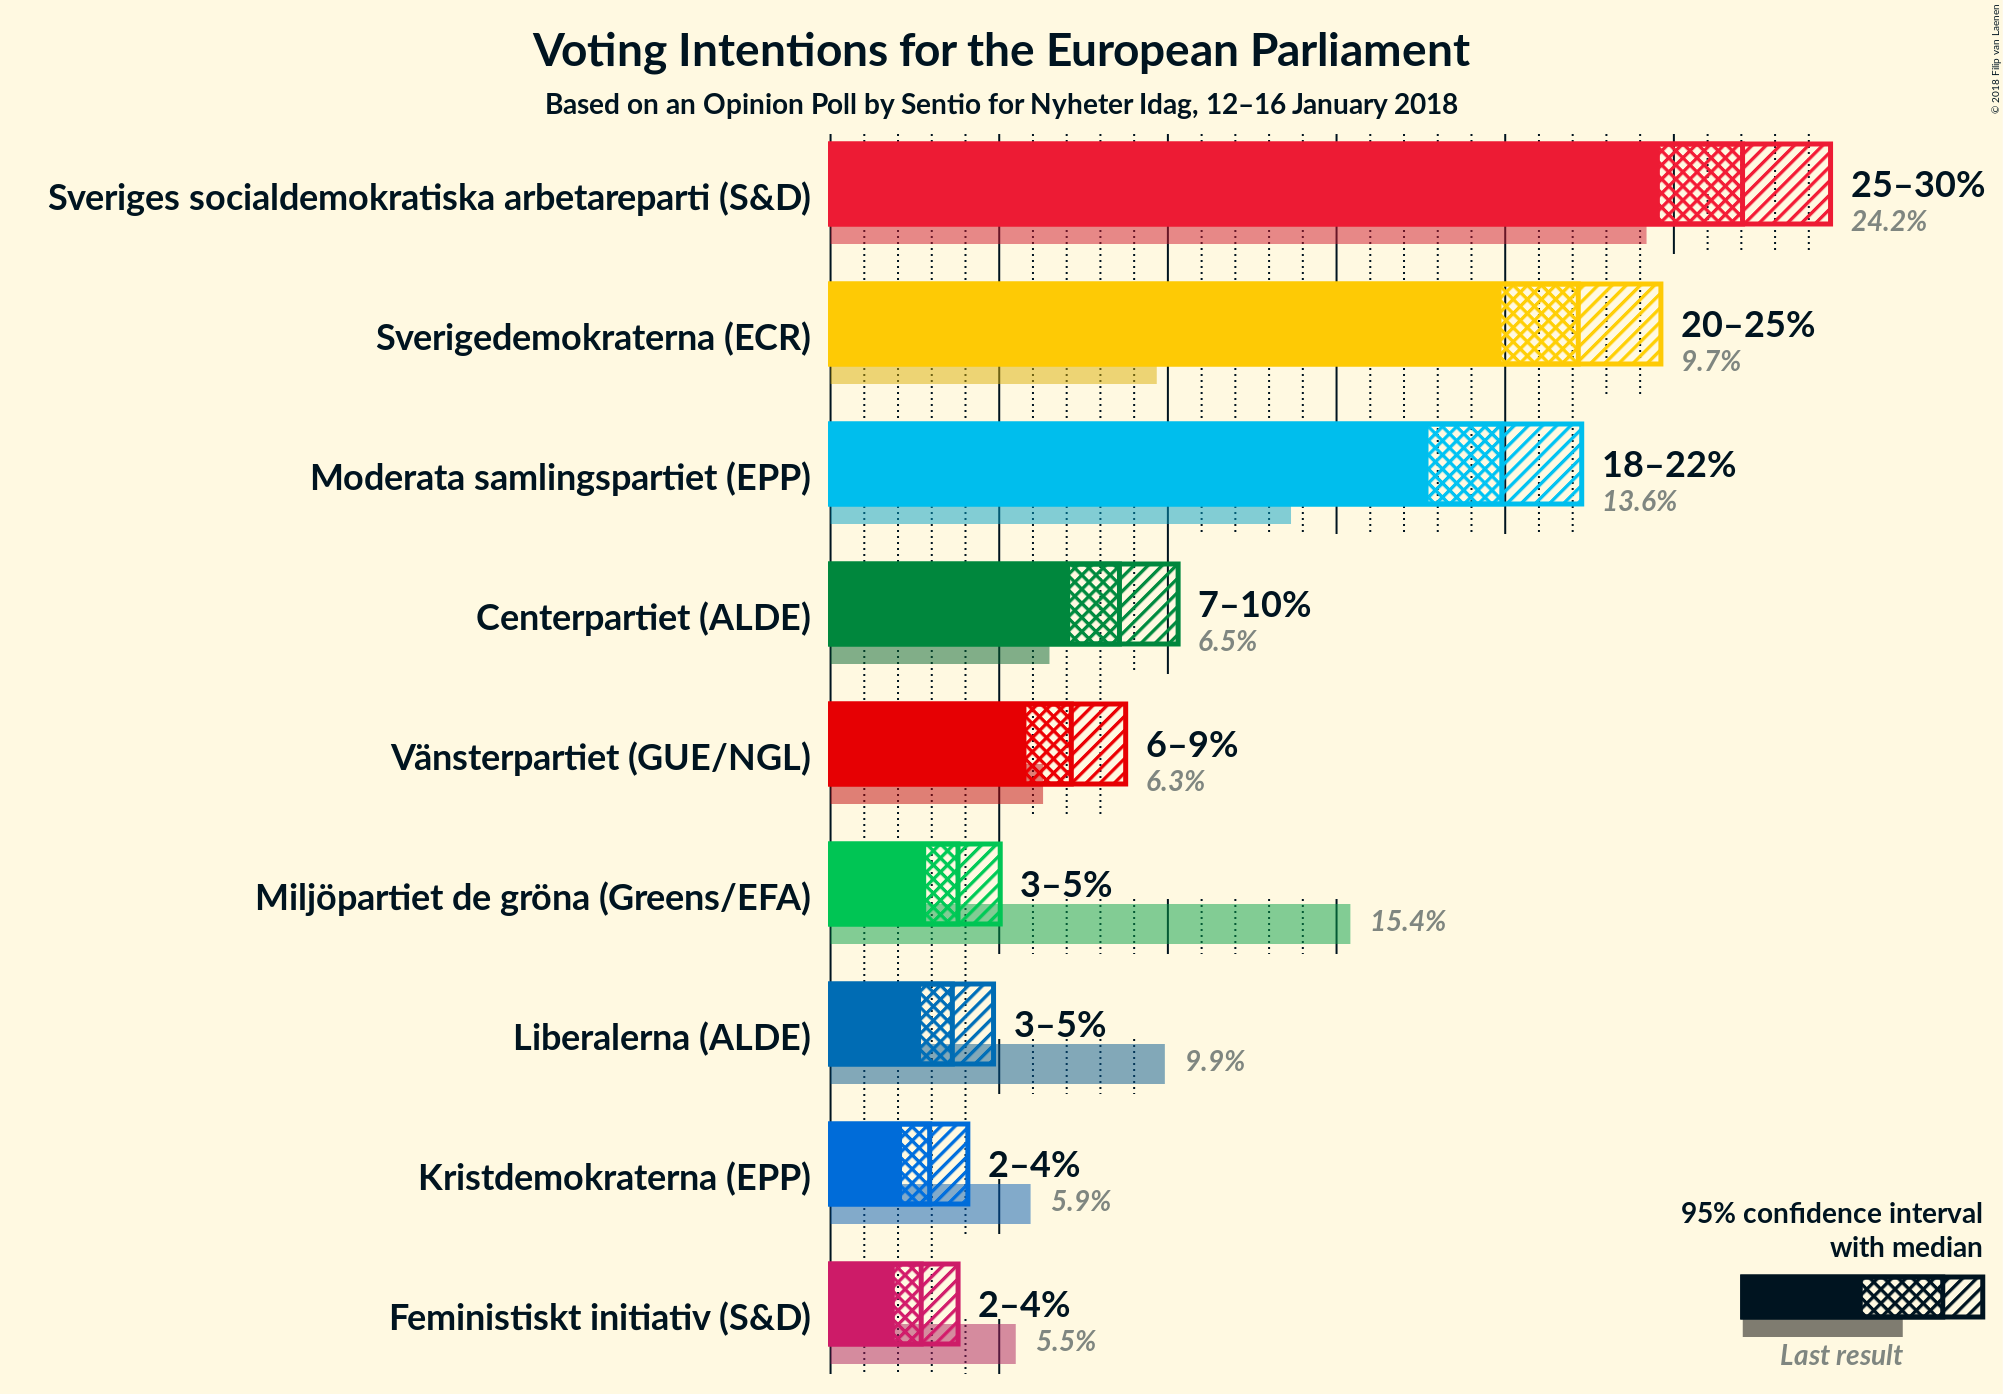 Voting Intentions for the European Parliament
Based on an Opinion Poll by Sentio for Nyheter Idag, 12–16 January 2018
© 2018 Filip van Laenen
Sveriges socialdemokratiska arbetareparti (S&D)
25–30%
24.2%
Sverigedemokraterna (ECR)
20–25%
9.7%
Moderata samlingspartiet (EPP)
18–22%
13.6%
Centerpartiet (ALDE)
7–10%
6.5%
Vänsterpartiet (GUE/NGL)
6–9%
6.3%
Miljöpartiet de gröna (Greens/EFA)
3–5%
15.4%
Liberalerna (ALDE)
3–5%
9.9%
Kristdemokraterna (EPP)
2–4%
5.9%
Feministiskt initiativ (S&D)
2–4%
5.5%
95% confidence interval
with median
Last result